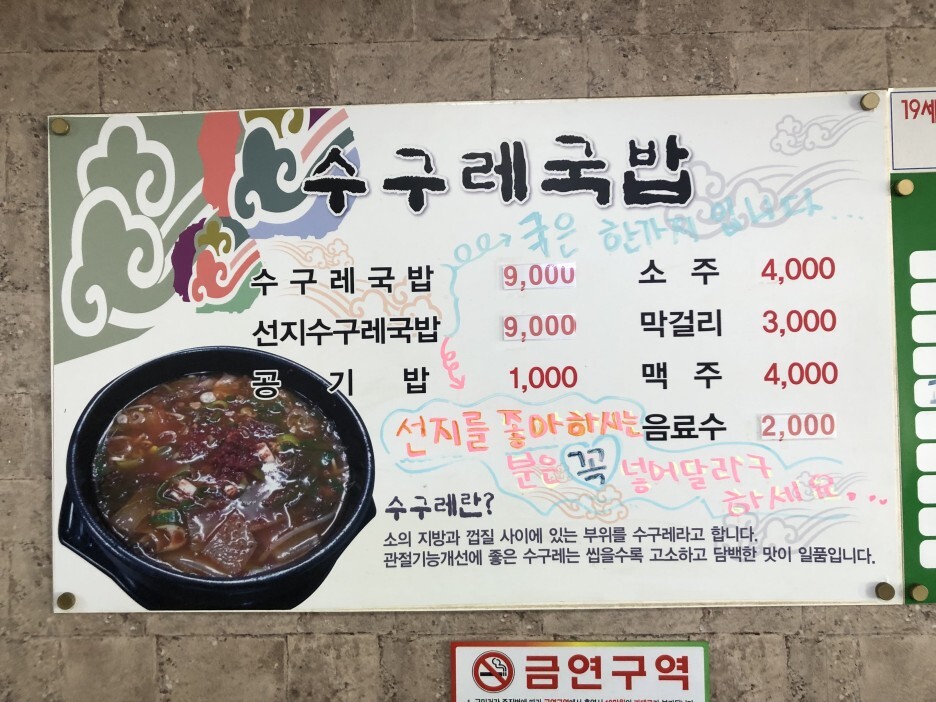 수구레국밥
국은 한가지 입니다...
수구레국밥 9,000
선지수구레국밥 9,000
공기밥 1,000
소주 4,000
막걸리 3,000
맥주 4,000
음료수 2,000
선지를 좋아하시는
분은 꼭 넣어달라구
하세요...
수구레란?
소의 지방과 껍질 사이에 있는 부위를 수구레라고 합니다.
관절기능개선에 좋은 수구레는 씹을수록 고소하고 담백한 맛이 일품입니다.
19세
금연구역